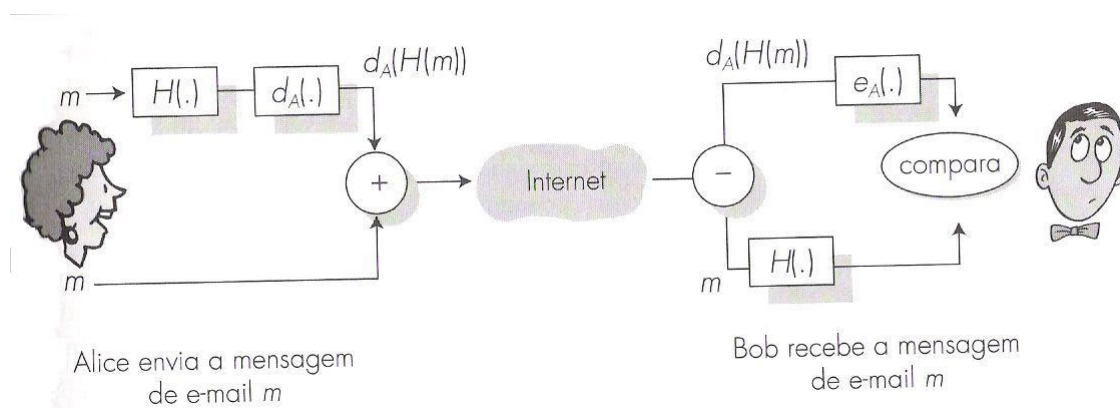 m
H(.)
d_A(.)
d_A(H(m))
+
m
Internet
d_A(H(m))
e_A(.)
−
compara
m
H(.)
Alice envia a mensagem
de e-mail m
Bob recebe a mensagem
de e-mail m